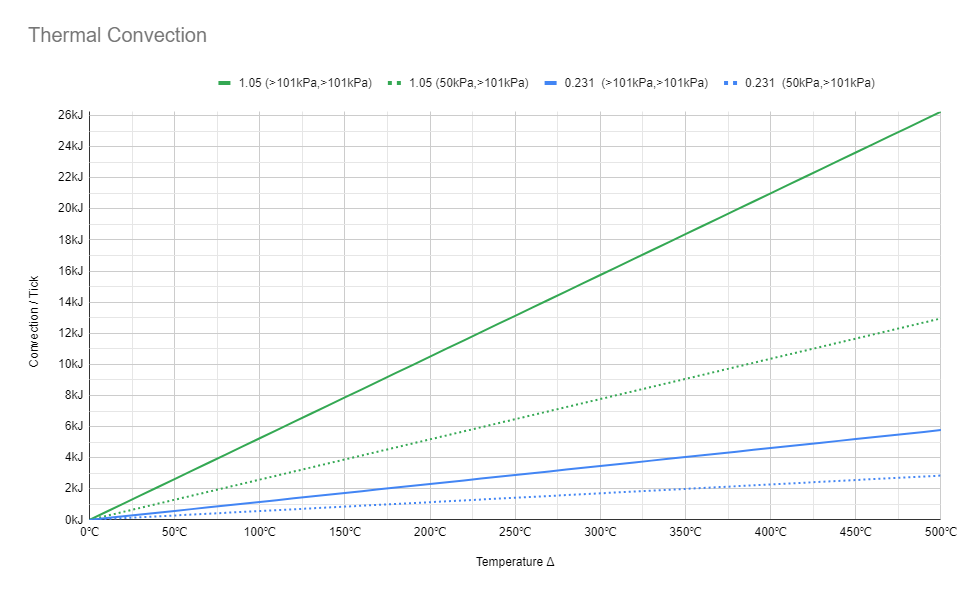 Thermal Convection
1.05 (>101kPa,>101kPa) 1.05 (50kPa,>101kPa) 0.231 (>101kPa,>101kPa) 0.231 (50kPa,>101kPa)
26kJ
24kJ
22kJ
20kJ
18kJ
16kJ
14kJ
12kJ
10kJ
8kJ
6kJ
4kJ
2kJ
0kJ
Convection / Tick
0°C 50°C 100°C 150°C 200°C 250°C 300°C 350°C 400°C 450°C 500°C
Temperature Δ